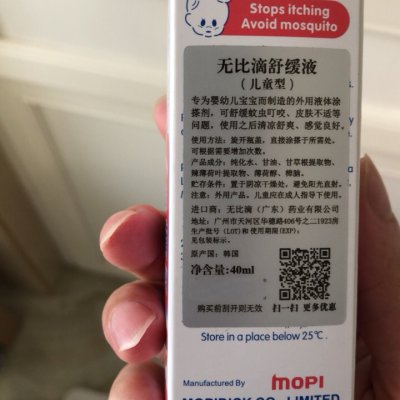 Stops itching
Avoid mosquito
无比滴舒缓液
(儿童型)
专为婴幼儿宝宝而制造的外用液体涂
搽剂,可舒缓蚊虫叮咬、皮肤不适等
问题,使用之后清凉舒爽、感觉良好。
使用方法:旋开瓶盖,直接涂搽于所需处,
可根据需要增加次数。
产品成分:纯化水、甘油、甘草根提取物、
辣薄荷叶提取物、薄荷醇、樟脑。
贮存条件:置于阴凉干燥处,避免阳光直射。
注意:外用产品。儿童应在成人指导下使用。
进口商:无比滴(广东)药业有限公司
地址:广州市天河区华穗路406号之二1923房
生产批号(LOT)和使用期限(EXP):
见包装标示。
原产国:韩国
净含量:40ml
购买前刮开则无效
扫一扫 更多优惠
Store in a place below 25℃.
Manufactured By
MOPI
MOPIDICK CO., LIMITED